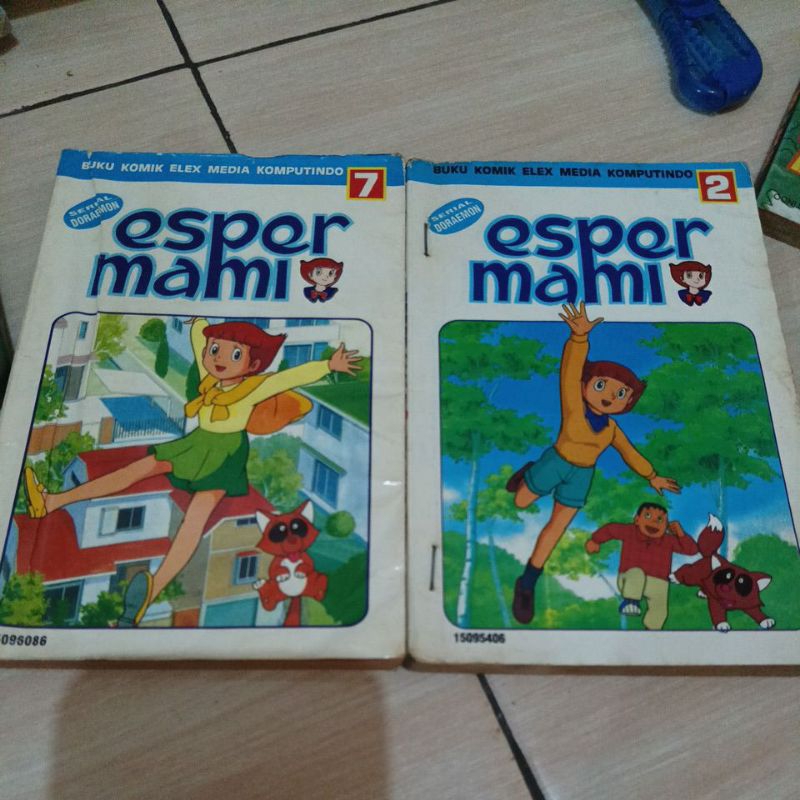 BUKU KOMIK ELEX MEDIA KOMPUTINDO
7
SERIAL
DORAEMON
esper
mami
5096086
BUKU KOMIK ELEX MEDIA KOMPUTINDO
2
SERIAL
DORAEMON
esper
mami
15095406